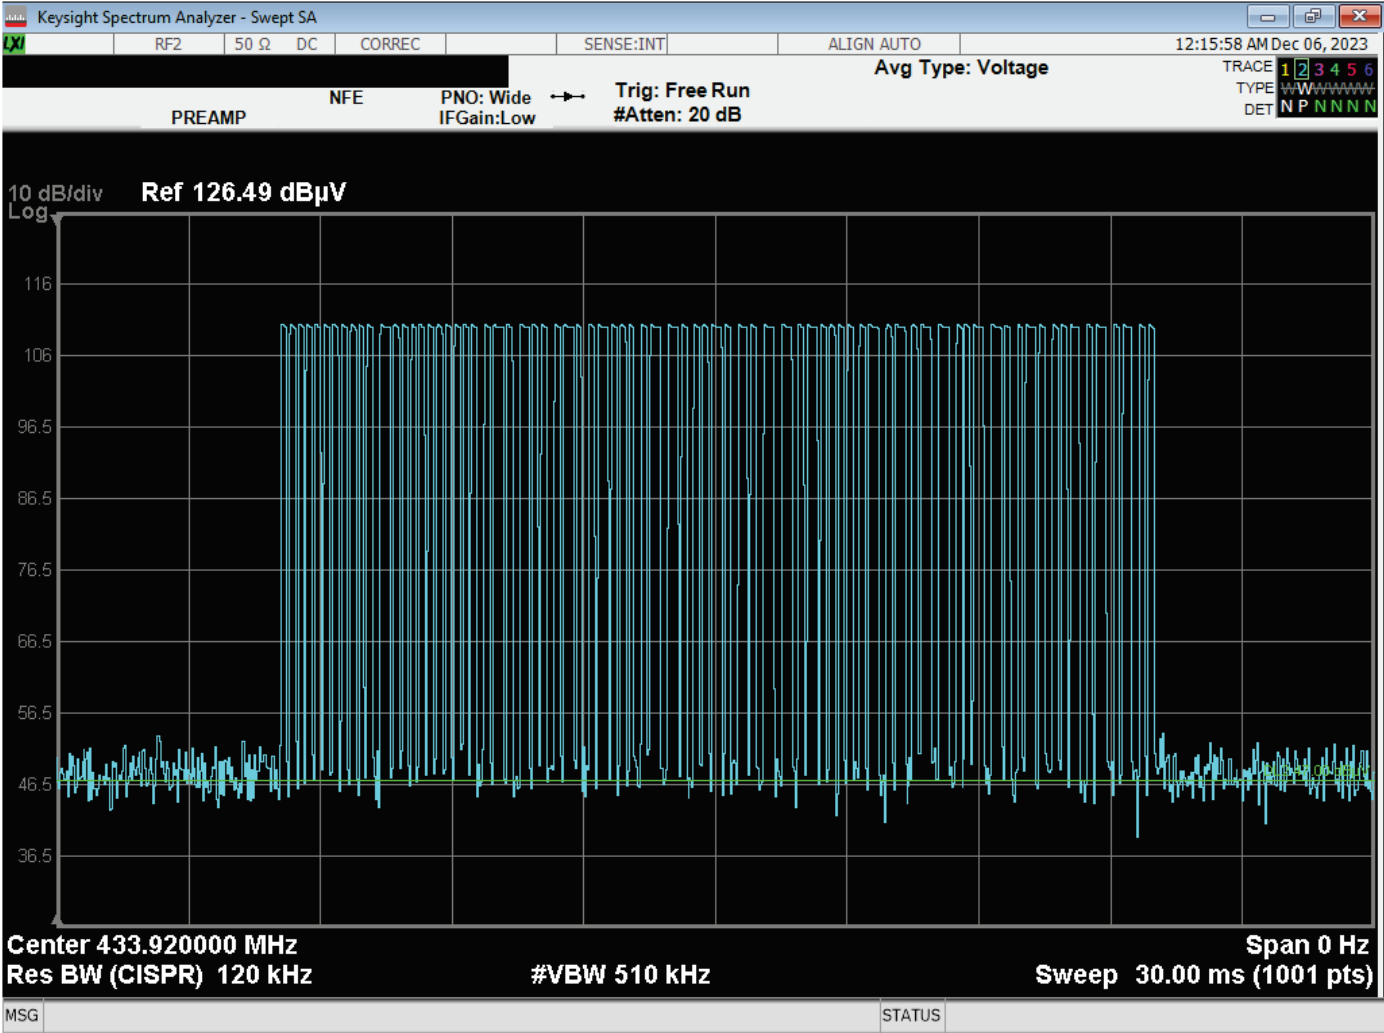 Keysight Spectrum Analyzer - Swept SA
LXI RF2 50 Ω DC CORREC SENSE:INT ALIGN AUTO 12:15:58 AM Dec 06, 2023
Avg Type: Voltage
TRACE 1 2 3 4 5 6
TYPE W W W W W W
DET N P N N N N
NFE
PREAMP
PNO: Wide
IFGain:Low
Trig: Free Run
#Atten: 20 dB
10 dB/div
Log
Ref 126.49 dBµV
116
106
96.5
86.5
76.5
66.5
56.5
46.5
36.5
Center 433.920000 MHz
Span 0 Hz
Res BW (CISPR) 120 kHz
#VBW 510 kHz
Sweep 30.00 ms (1001 pts)
MSG
STATUS